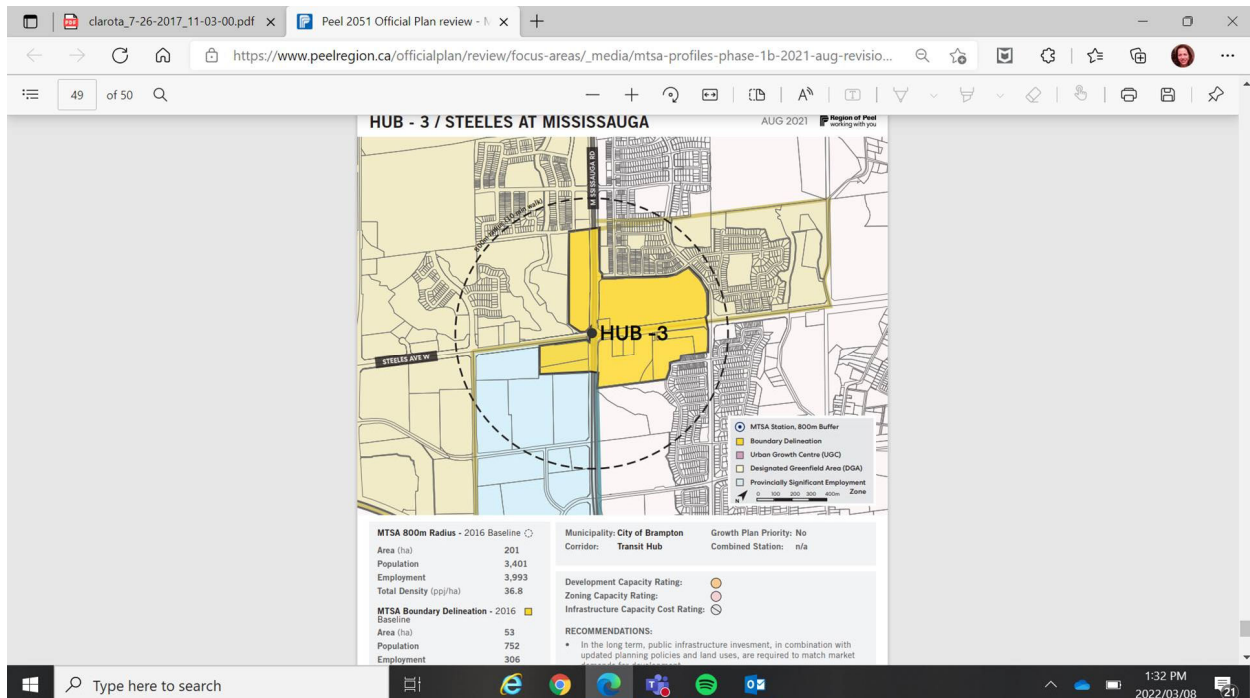 clarota_7-26-2017_11-03-00.pdf
Peel 2051 Official Plan review - M
https://www.peelregion.ca/officialplan/review/focus-areas/_media/mtsa-profiles-phase-1b-2021-aug-revisio...
49 of 50
HUB - 3 / STEELES AT MISSISSAUGA
AUG 2021
Region of Peel
working with you
800m radius (10 min walk)
MISSISSAUGA RD
HUB -3
STEELES AVE W
MTSA Station, 800m Buffer
Boundary Delineation
Urban Growth Centre (UGC)
Designated Greenfield Area (DGA)
Provincially Significant Employment
Zone
N
0 100 200 300 400m
MTSA 800m Radius - 2016 Baseline
Area (ha) 201
Population 3,401
Employment 3,993
Total Density (ppj/ha) 36.8
MTSA Boundary Delineation - 2016
Baseline
Area (ha) 53
Population 752
Employment 306
Municipality: City of Brampton
Corridor: Transit Hub
Growth Plan Priority: No
Combined Station: n/a
Development Capacity Rating:
Zoning Capacity Rating:
Infrastructure Capacity Cost Rating:
RECOMMENDATIONS:
• In the long term, public infrastructure invesment, in combination with
updated planning policies and land uses, are required to match market
demands for development.
Type here to search
1:32 PM
2022/03/08
21